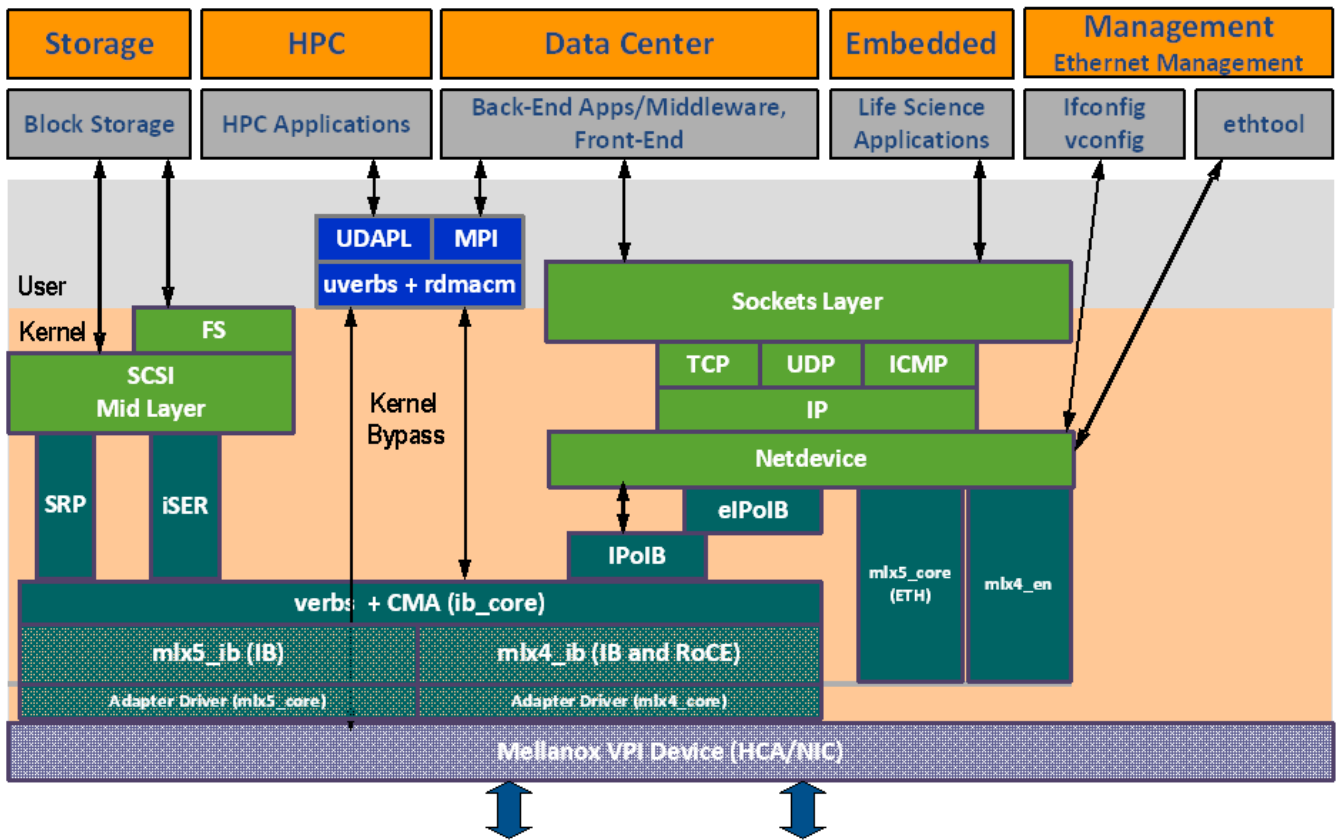 Storage
HPC
Data Center
Embedded
Management
Ethernet Management
Block Storage
HPC Applications
Back-End Apps/Middleware,
Front-End
Life Science
Applications
Ifconfig
vconfig
ethtool
UDAPL
MPI
uverbs + rdmacm
User
Kernel
FS
SCSI
Mid Layer
Kernel
Bypass
Sockets Layer
TCP
UDP
ICMP
IP
Netdevice
SRP
iSER
eIPoIB
IPoIB
mlx5_core
(ETH)
mlx4_en
verbs + CMA (ib_core)
mlx5_ib (IB)
mlx4_ib (IB and RoCE)
Adapter Driver (mlx5_core)
Adapter Driver (mlx4_core)
Mellanox VPI Device (HCA/NIC)